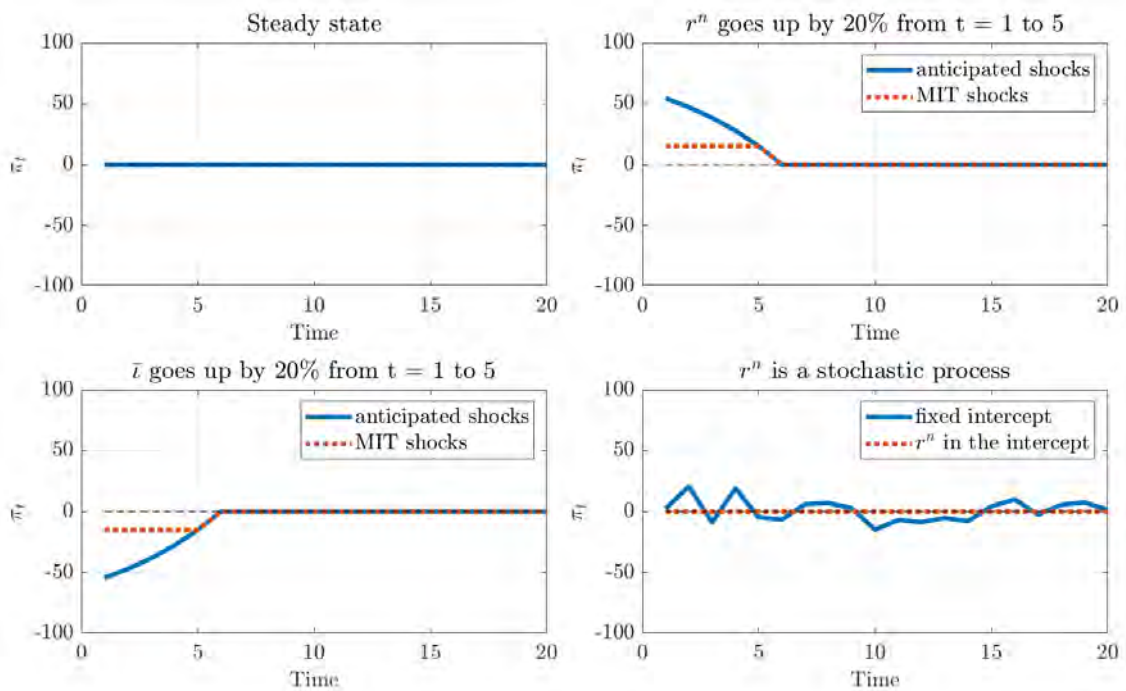 Steady state
100
50
0
-50
-100
π_t
0 5 10 15 20
Time
r^n goes up by 20% from t = 1 to 5
anticipated shocks
MIT shocks
100
50
0
-50
-100
π_t
0 5 10 15 20
Time
ῑ goes up by 20% from t = 1 to 5
anticipated shocks
MIT shocks
100
50
0
-50
-100
π_t
0 5 10 15 20
Time
r^n is a stochastic process
fixed intercept
r^n in the intercept
100
50
0
-50
-100
π_t
0 5 10 15 20
Time